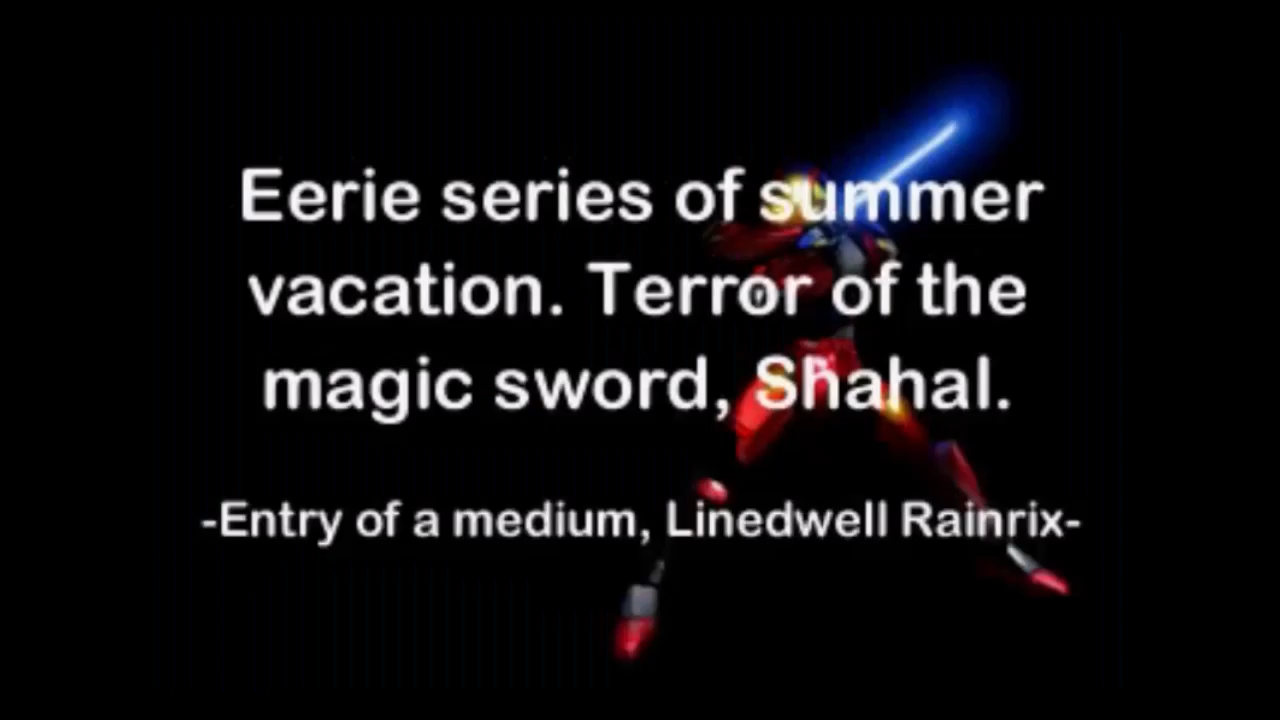 Eerie series of summer
vacation. Terror of the
magic sword, Shahal.
-Entry of a medium, Linedwell Rainrix-